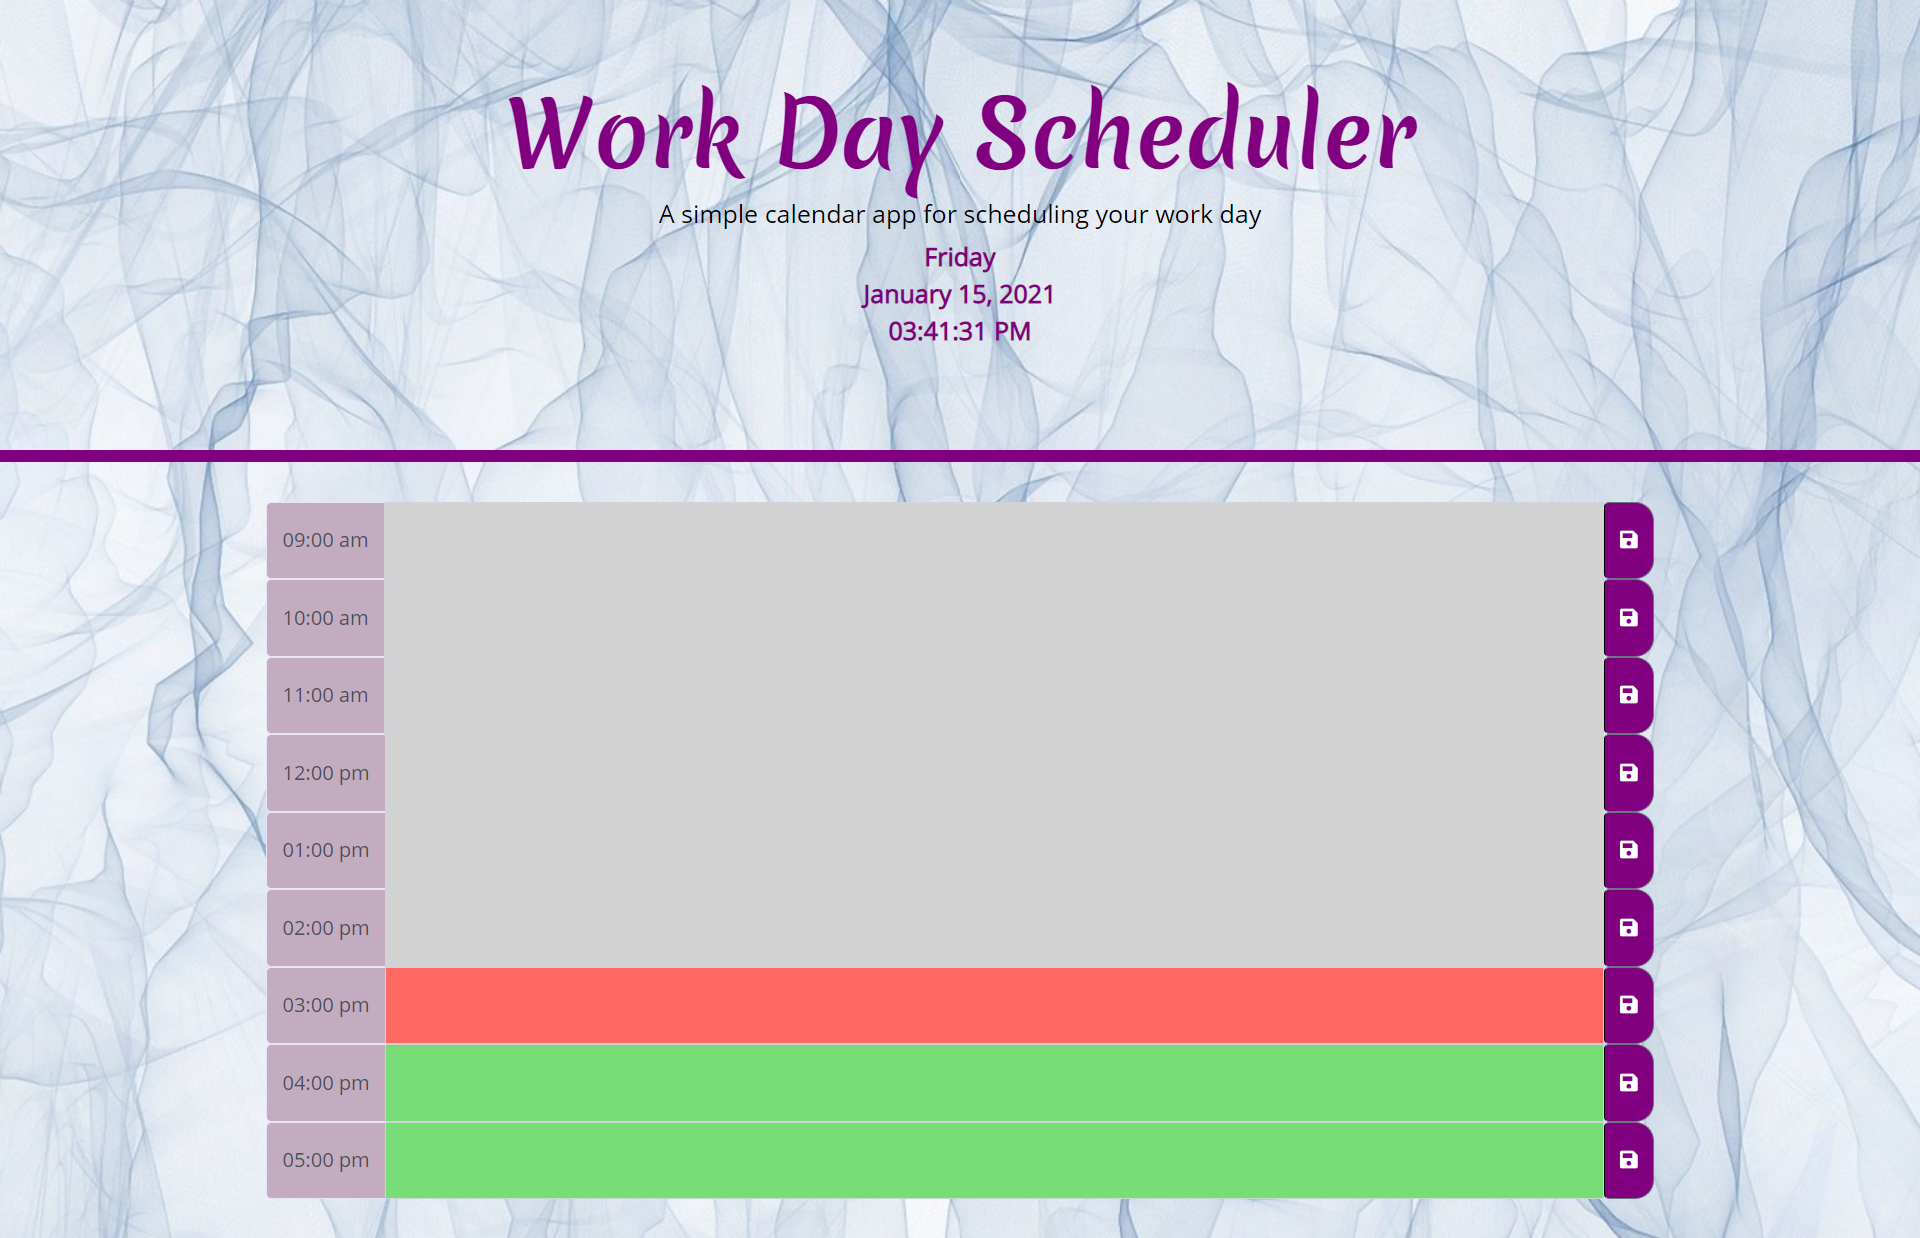 Work Day Scheduler
A simple calendar app for scheduling your work day
Friday
January 15, 2021
03:41:31 PM
09:00 am
10:00 am
11:00 am
12:00 pm
01:00 pm
02:00 pm
03:00 pm
04:00 pm
05:00 pm